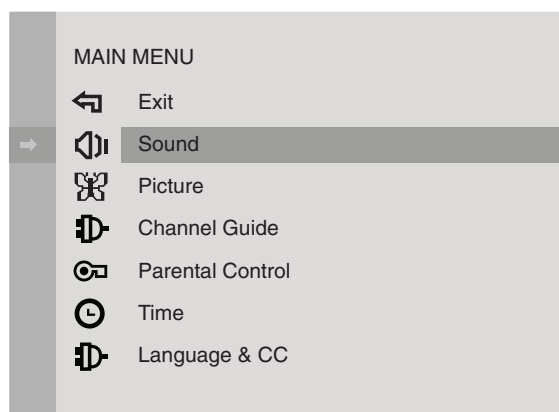 MAIN MENU
Exit
Sound
Picture
Channel Guide
Parental Control
Time
Language & CC